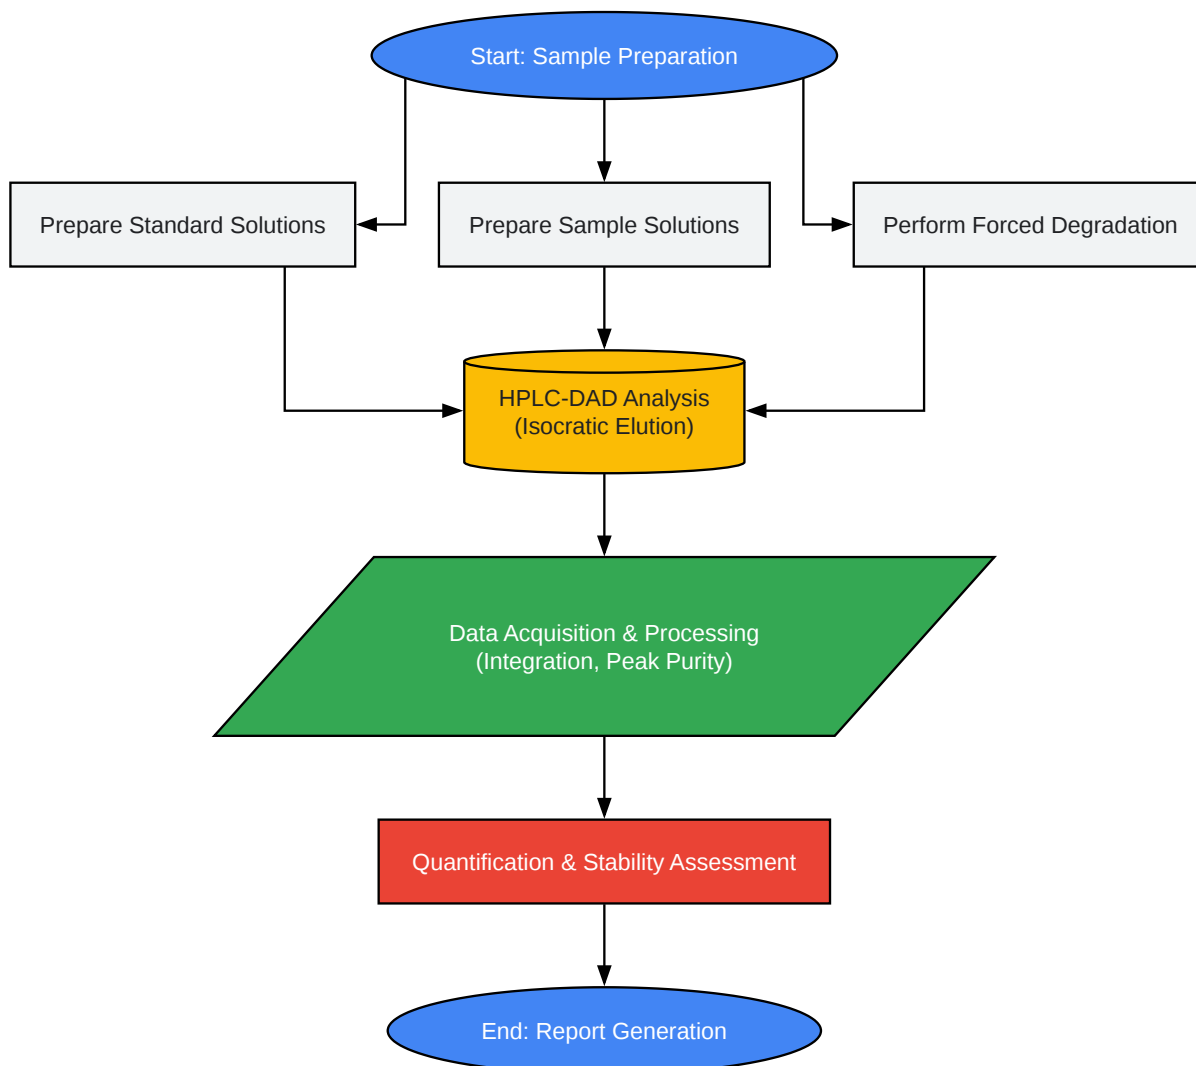 Start: Sample Preparation
Prepare Standard Solutions
Prepare Sample Solutions
Perform Forced Degradation
HPLC-DAD Analysis
(Isocratic Elution)
Data Acquisition & Processing
(Integration, Peak Purity)
Quantification & Stability Assessment
End: Report Generation